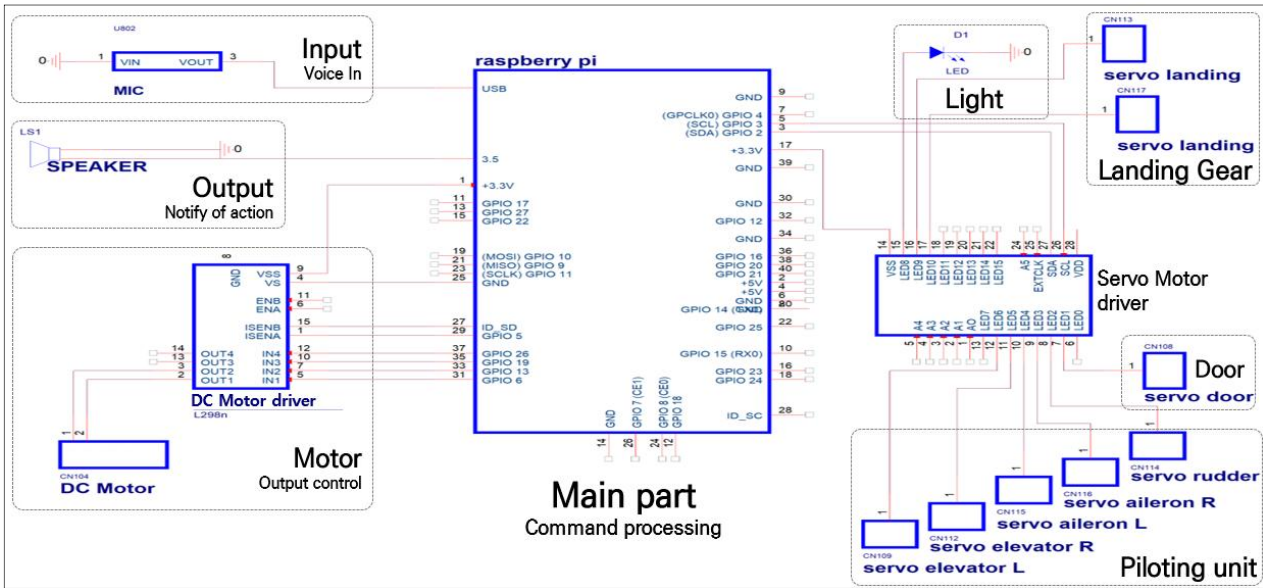 U802
1
VIN
VOUT
3
0
MIC
Input
Voice In
LS1
0
SPEAKER
Output
Notify of action
8
GND
VSS
9
VS
4
ENB
11
ENA
6
ISENB
15
ISENA
1
14
OUT4
IN4
12
13
OUT3
IN3
10
3
OUT2
IN2
7
2
OUT1
IN1
5
DC Motor driver
L298n
1
2
CN104
DC Motor
Motor
Output control
raspberry pi
USB
3.5
1
+3.3V
11
GPIO 17
13
GPIO 27
15
GPIO 22
19
(MOSI) GPIO 10
21
(MISO) GPIO 9
23
(SCLK) GPIO 11
25
GND
27
ID_SD
29
GPIO 5
37
GPIO 26
35
GPIO 19
33
GPIO 13
31
GPIO 6
GND
9
(GPCLK0) GPIO 4
7
(SCL) GPIO 3
5
(SDA) GPIO 2
3
+3.3V
17
GND
39
GND
30
GPIO 12
32
GND
34
GPIO 16
36
GPIO 20
38
GPIO 21
40
+5V
2
+5V
4
GND
6
GPIO 14
GPIO 25
22
GPIO 15 (RX0)
10
GPIO 23
16
GPIO 24
18
ID_SC
28
GND
GPIO 7 (CE1)
GPIO 8 (CE0)
GPIO 18
14
26
24
12
Main part
Command processing
D1
0
LED
Light
CN113
1
servo landing
CN117
1
servo landing
Landing Gear
14
15
16
17
18
19
20
21
22
24
25
27
26
28
VSS
LED8
LED9
LED10
LED11
LED12
LED13
LED14
LED15
A5
EXTCLK
SDA
SCL
VDD
A4
A3
A2
A1
A0
LED7
LED6
LED5
LED4
LED3
LED2
LED1
LED0
5
4
3
2
1
13
12
11
10
9
8
7
6
Servo Motor
driver
CN108
1
Door
servo door
1
CN114
servo rudder
1
CN116
servo aileron R
1
CN115
servo aileron L
1
CN112
servo elevator R
1
CN109
servo elevator L
Piloting unit